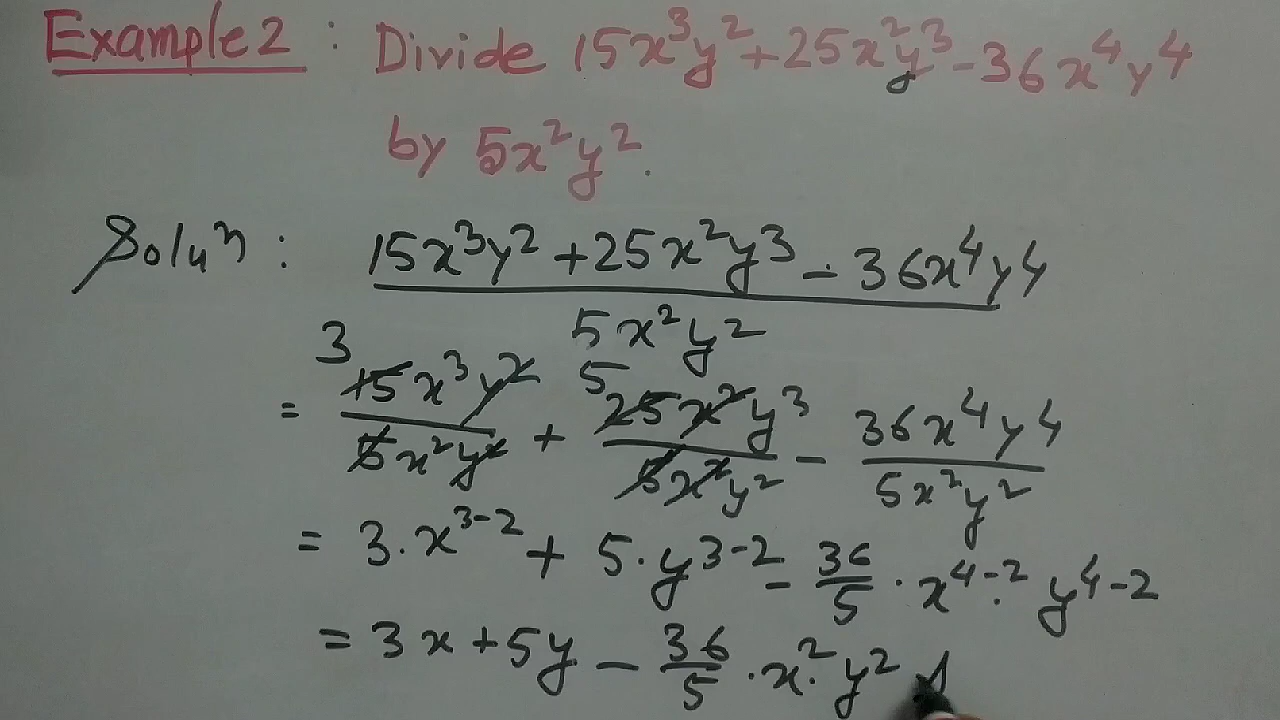 Example 2 : Divide 15x³y² + 25x²y³ - 36x⁴y⁴
by 5x²y².
Soluⁿ : 15x³y² + 25x²y³ - 36x⁴y⁴
5x²y²
3 5
= 15x³y² + 25x²y³ - 36x⁴y⁴
5x²y² 5x²y² 5x²y²
= 3·x³⁻² + 5·y³⁻² - 36/5 · x⁴⁻² · y⁴⁻²
= 3x + 5y - 36/5 · x² · y²